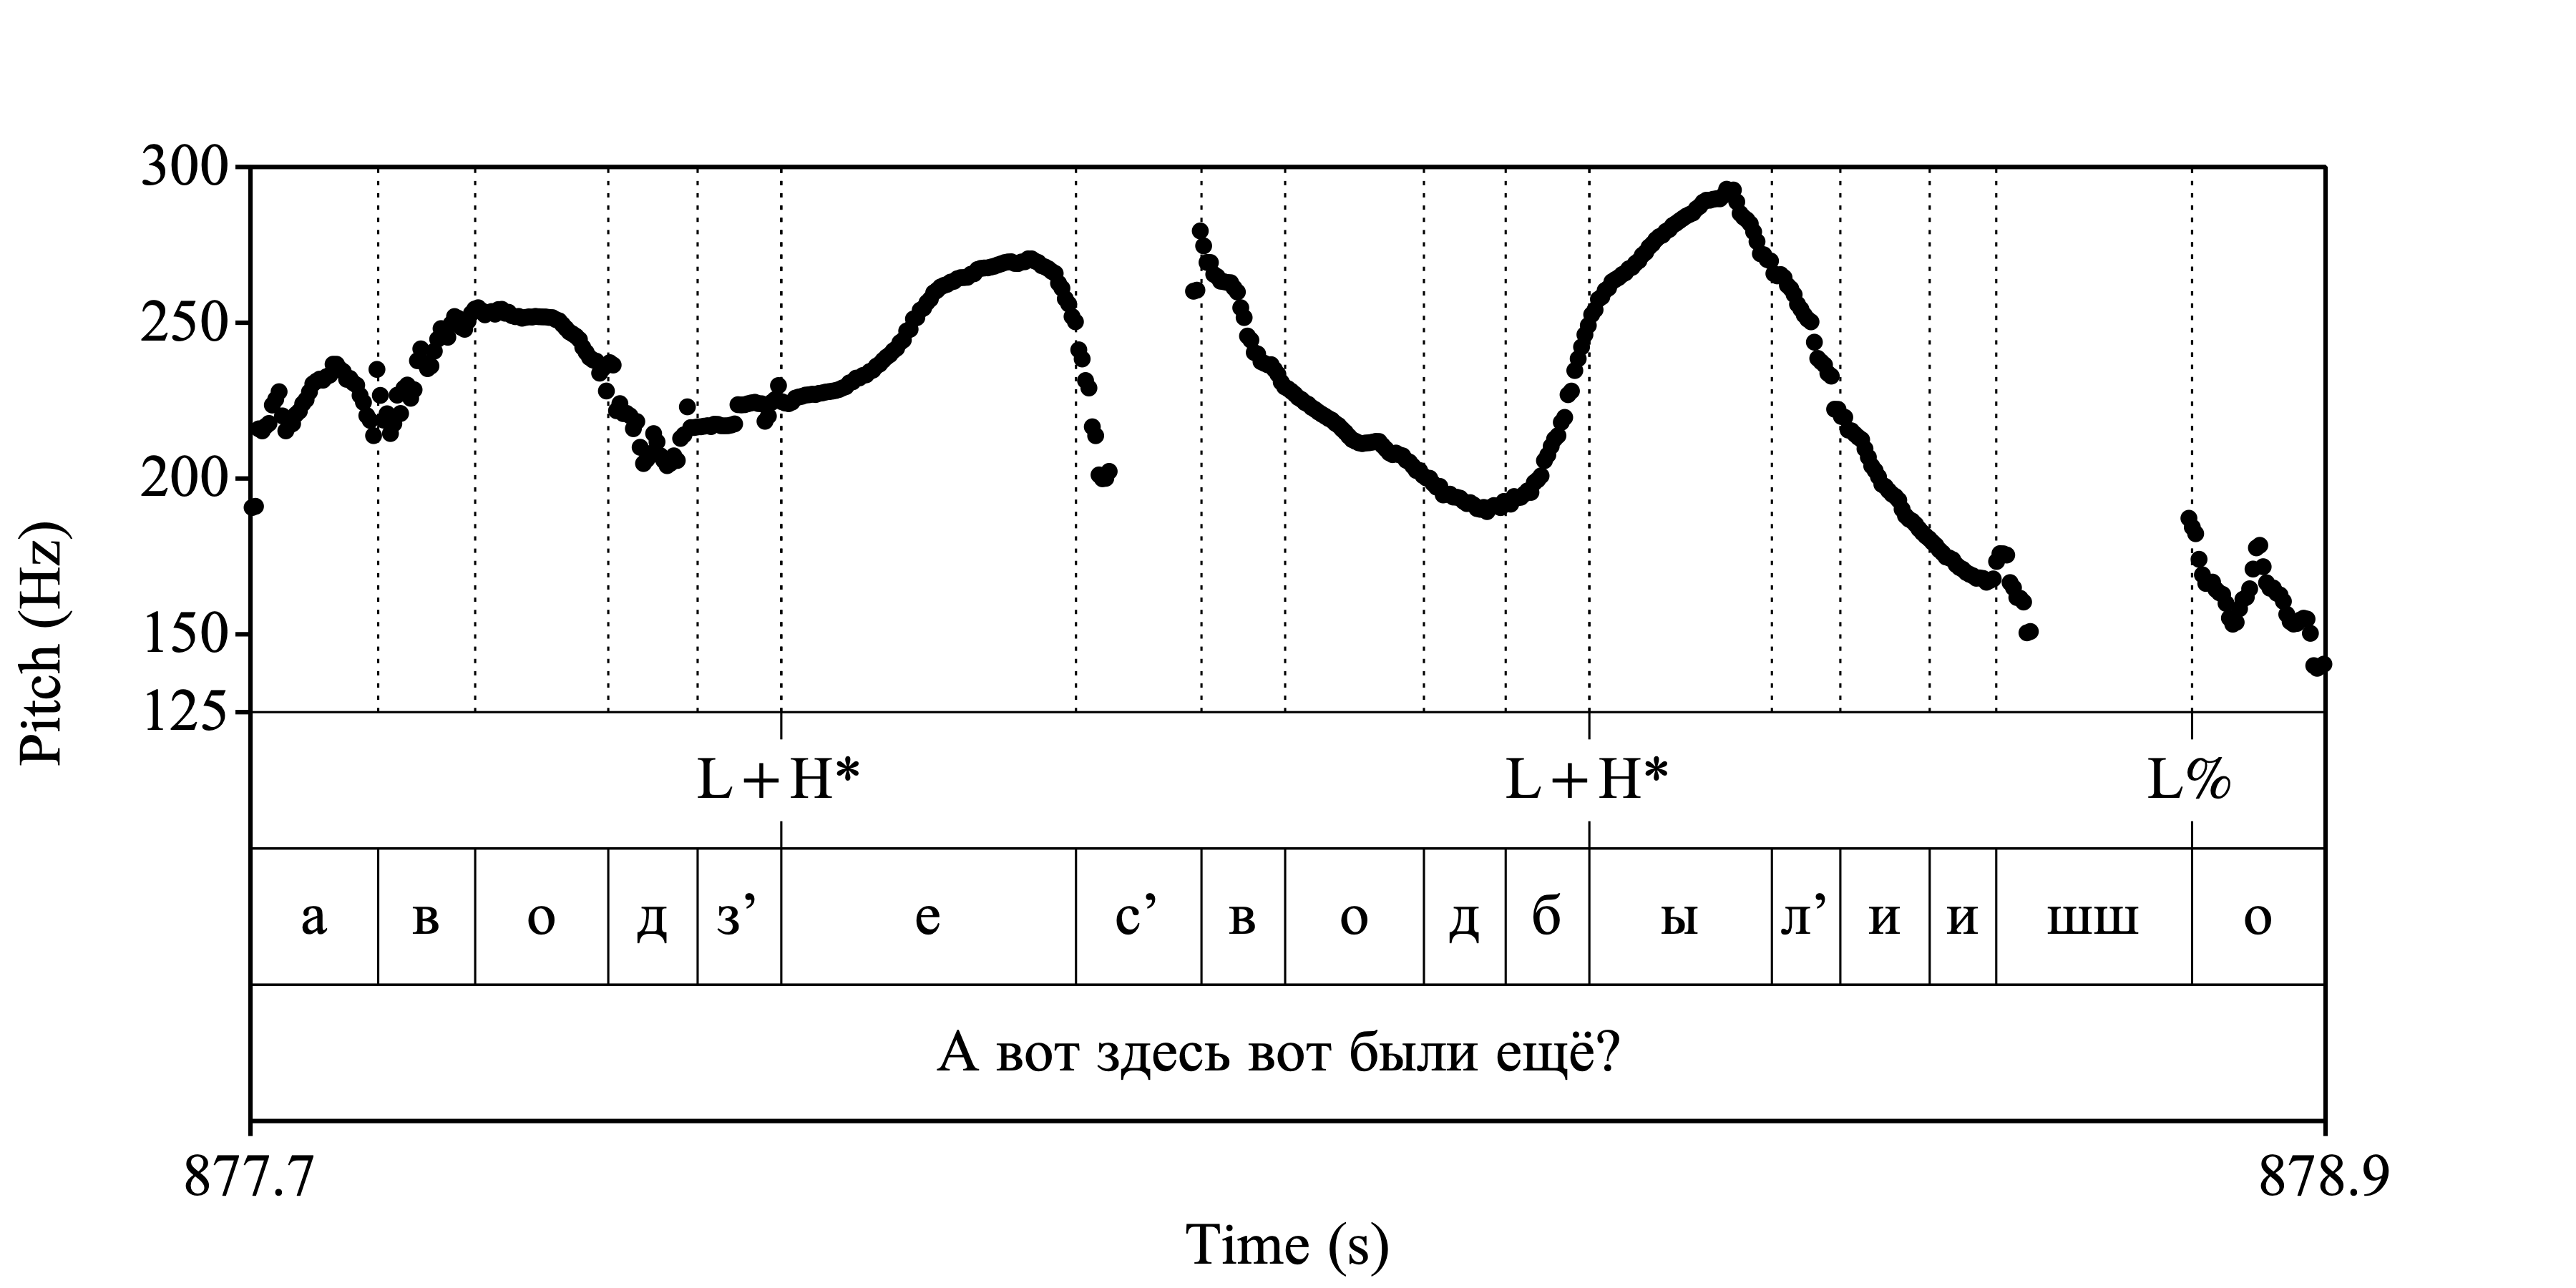 300
250
200
150
125
Pitch (Hz)
L+H* L+H* L%
а в о д з’ е с’ в о д б ы л’ и и шш о
А вот здесь вот были ещё?
877.7 878.9
Time (s)